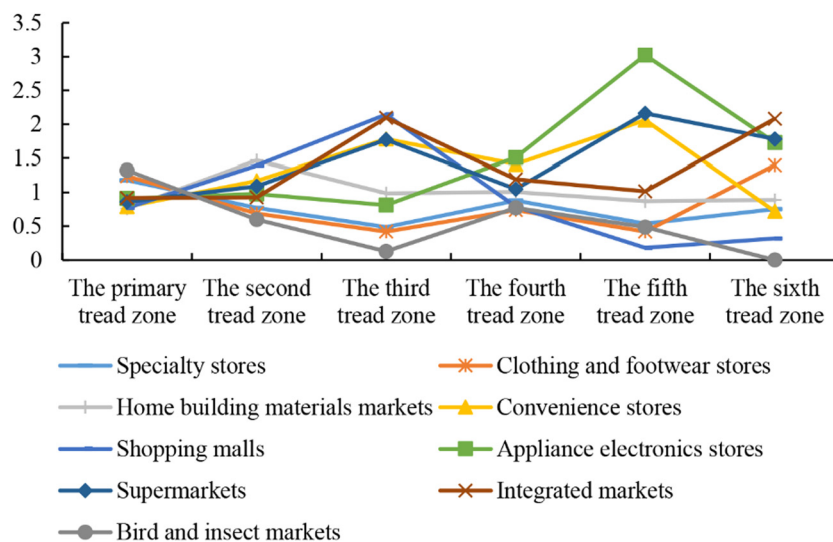 3.5
3
2.5
2
1.5
1
0.5
0
The primary The second The third The fourth The fifth The sixth
tread zone tread zone tread zone tread zone tread zone tread zone
Specialty stores Clothing and footwear stores
Home building materials markets Convenience stores
Shopping malls Appliance electronics stores
Supermarkets Integrated markets
Bird and insect markets